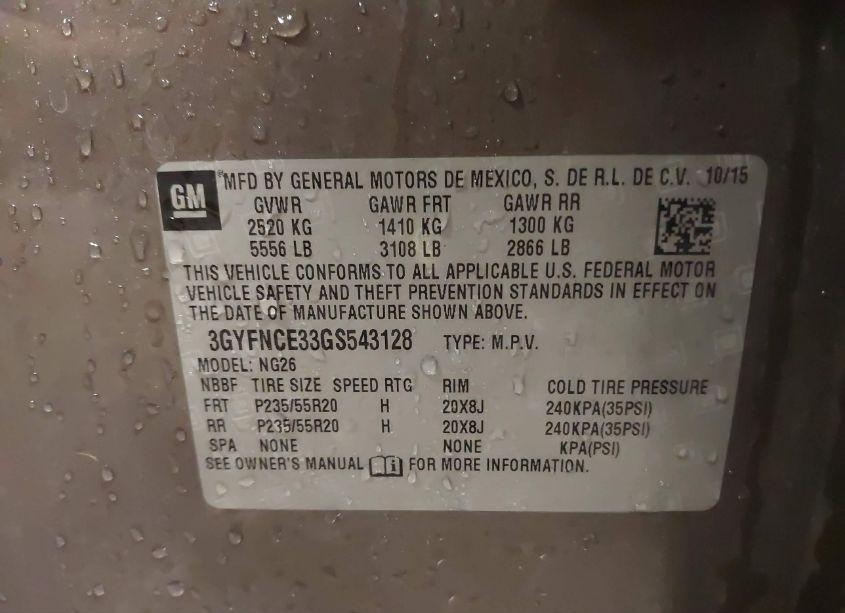 GM
®MFD BY GENERAL MOTORS DE MEXICO, S. DE R.L. DE C.V. 10/15
GVWR GAWR FRT GAWR RR
2520 KG 1410 KG 1300 KG
5556 LB 3108 LB 2866 LB
THIS VEHICLE CONFORMS TO ALL APPLICABLE U.S. FEDERAL MOTOR
VEHICLE SAFETY AND THEFT PREVENTION STANDARDS IN EFFECT ON
THE DATE OF MANUFACTURE SHOWN ABOVE.
3GYFNCE33GS543128 TYPE: M.P.V.
MODEL: NG26
NBBF TIRE SIZE SPEED RTG RIM COLD TIRE PRESSURE
FRT P235/55R20 H 20X8J 240KPA(35PSI)
RR P235/55R20 H 20X8J 240KPA(35PSI)
SPA NONE NONE KPA(PSI)
SEE OWNER'S MANUAL FOR MORE INFORMATION.